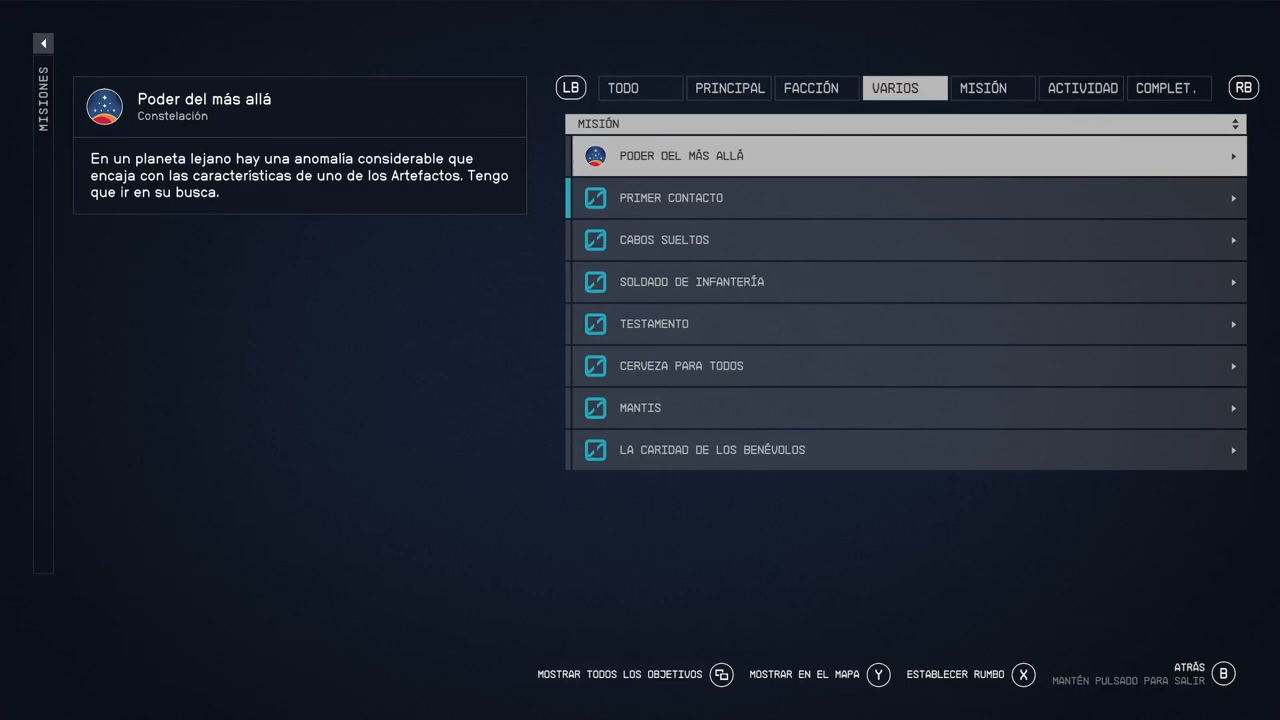 MISIONES
Poder del más allá
Constelación
En un planeta lejano hay una anomalía considerable que
encaja con las características de uno de los Artefactos. Tengo
que ir en su busca.
LB TODO PRINCIPAL FACCIÓN VARIOS MISIÓN ACTIVIDAD COMPLET. RB
MISIÓN
PODER DEL MÁS ALLÁ
PRIMER CONTACTO
CABOS SUELTOS
SOLDADO DE INFANTERÍA
TESTAMENTO
CERVEZA PARA TODOS
MANTIS
LA CARIDAD DE LOS BENÉVOLOS
MOSTRAR TODOS LOS OBJETIVOS MOSTRAR EN EL MAPA Y ESTABLECER RUMBO X ATRÁS B
MANTÉN PULSADO PARA SALIR